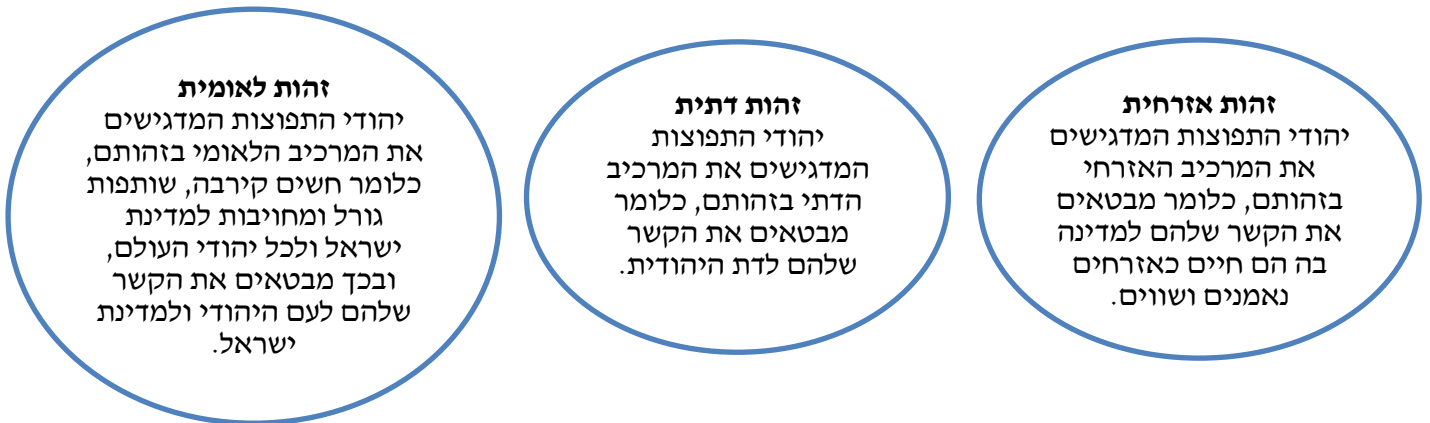 זהות אזרחית
יהודי התפוצות המדגישים
את המרכיב האזרחי
בזהותם, כלומר מבטאים
את הקשר שלהם למדינה
בה הם חיים כאזרחים
נאמנים ושווים.
זהות דתית
יהודי התפוצות
המדגישים את המרכיב
הדתי בזהותם, כלומר
מבטאים את הקשר
שלהם לדת היהודית.
זהות לאומית
יהודי התפוצות המדגישים
את המרכיב הלאומי בזהותם,
כלומר חשים קירבה, שותפות
גורל ומחויבות למדינת
ישראל ולכל יהודי העולם,
ובכך מבטאים את הקשר
שלהם לעם היהודי ולמדינת
ישראל.